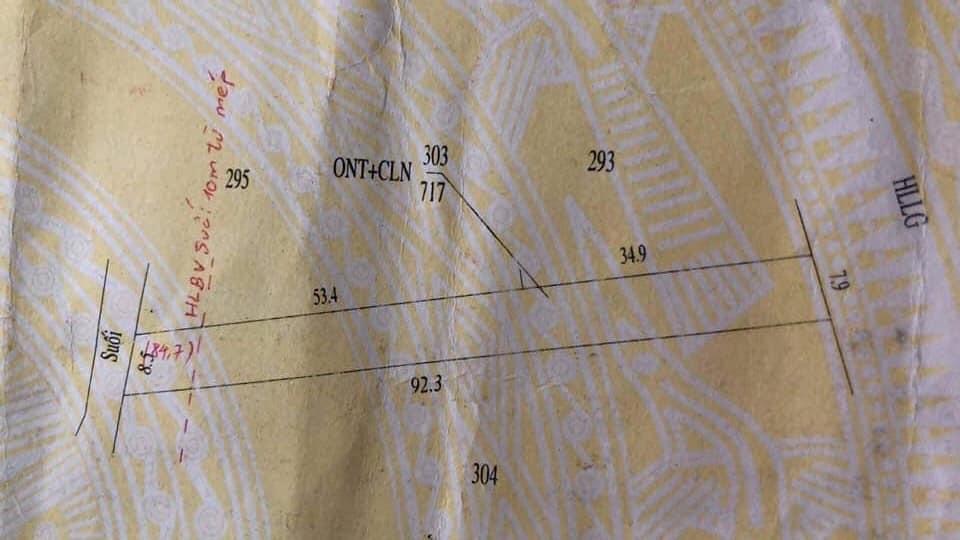 HLBV suối 10m từ mép
295
ONT+CLN 303
717
293
HLLG
34.9
7.9
53.4
Suối
8.5
(84,7)
92.3
304